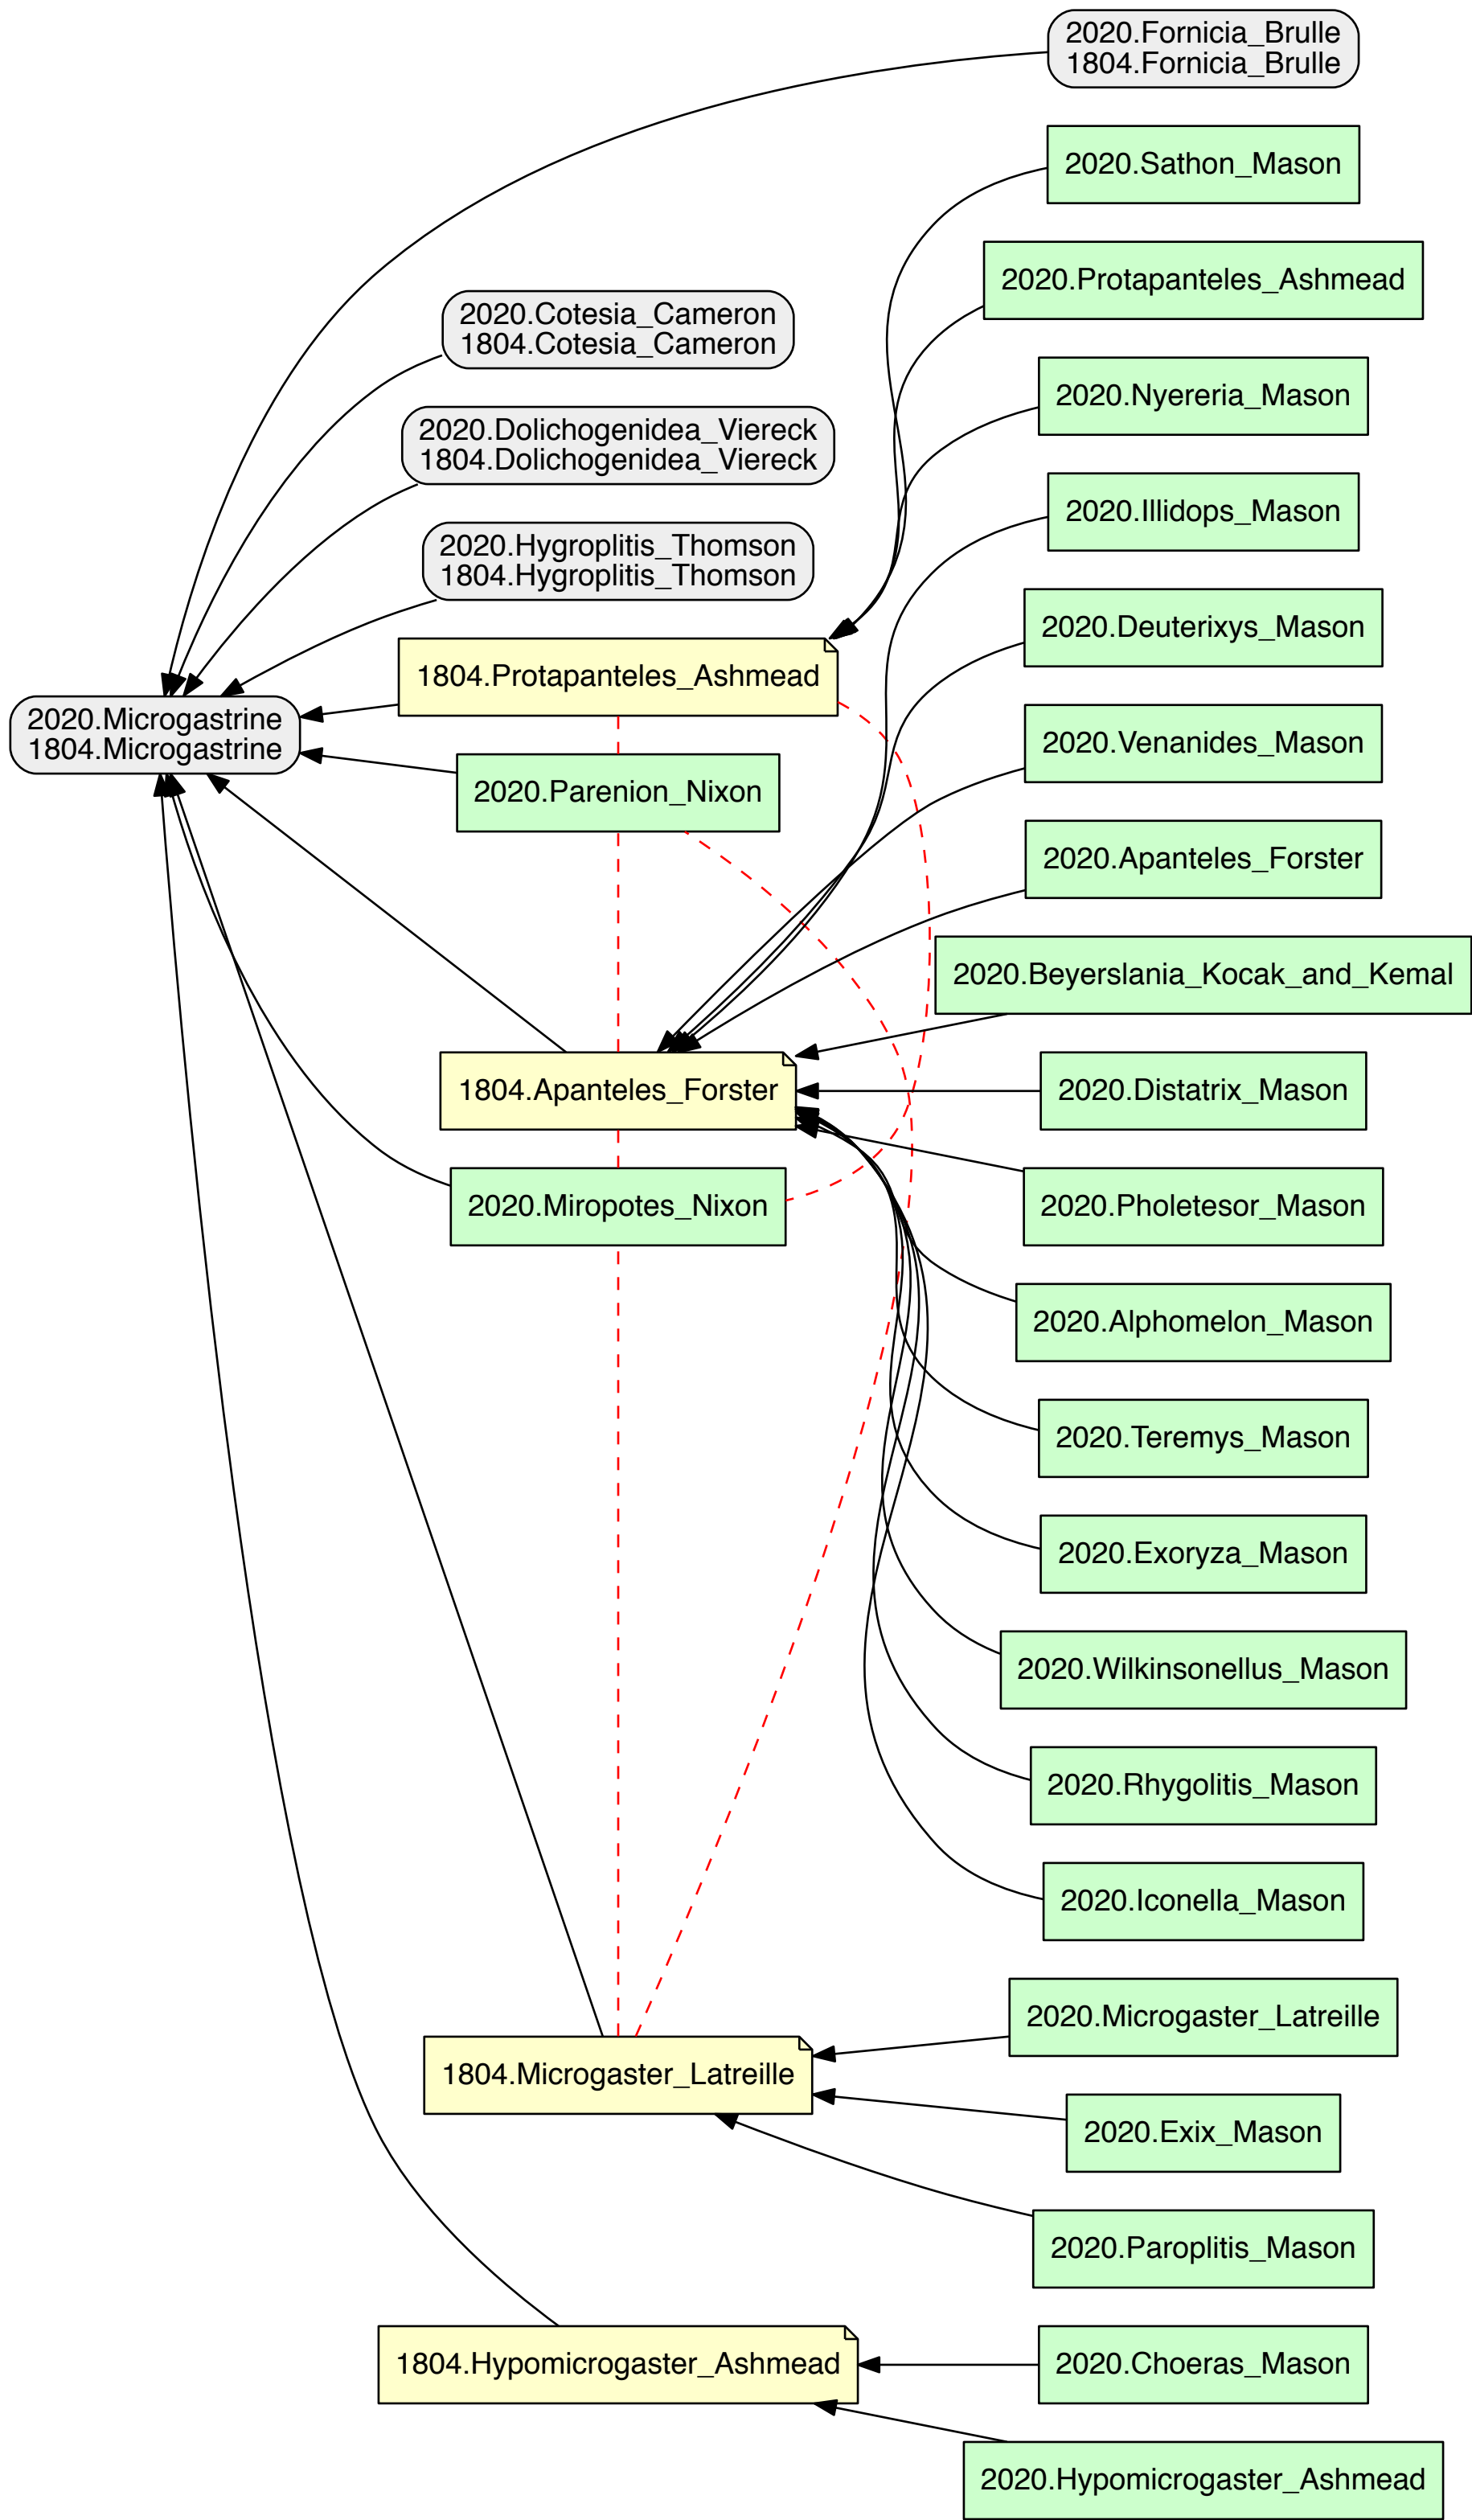 2020.Fornicia_Brulle
1804.Fornicia_Brulle
2020.Sathon_Mason
2020.Protapanteles_Ashmead
2020.Cotesia_Cameron
1804.Cotesia_Cameron
2020.Nyereria_Mason
2020.Dolichogenidea_Viereck
1804.Dolichogenidea_Viereck
2020.Illidops_Mason
2020.Hygroplitis_Thomson
1804.Hygroplitis_Thomson
2020.Deuterixys_Mason
1804.Protapanteles_Ashmead
2020.Microgastrine
1804.Microgastrine
2020.Venanides_Mason
2020.Parenion_Nixon
2020.Apanteles_Forster
2020.Beyerslania_Kocak_and_Kemal
1804.Apanteles_Forster
2020.Distatrix_Mason
2020.Miropotes_Nixon
2020.Pholetesor_Mason
2020.Alphomelon_Mason
2020.Teremys_Mason
2020.Exoryza_Mason
2020.Wilkinsonellus_Mason
2020.Rhygolitis_Mason
2020.Iconella_Mason
2020.Microgaster_Latreille
1804.Microgaster_Latreille
2020.Exix_Mason
2020.Paroplitis_Mason
1804.Hypomicrogaster_Ashmead
2020.Choeras_Mason
2020.Hypomicrogaster_Ashmead